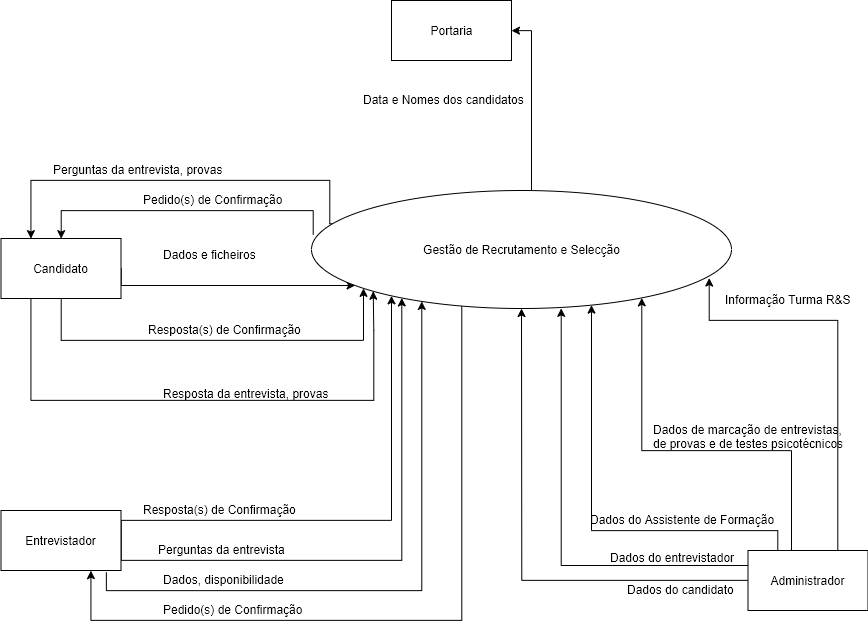 Portaria
Data e Nomes dos candidatos
Perguntas da entrevista, provas
Pedido(s) de Confirmação
Gestão de Recrutamento e Selecção
Candidato
Dados e ficheiros
Informação Turma R&S
Resposta(s) de Confirmação
Resposta da entrevista, provas
Dados de marcação de entrevistas,
de provas e de testes psicotécnicos
Resposta(s) de Confirmação
Dados do Assistente de Formação
Entrevistador
Perguntas da entrevista
Dados do entrevistador
Dados, disponibilidade
Administrador
Dados do candidato
Pedido(s) de Confirmação